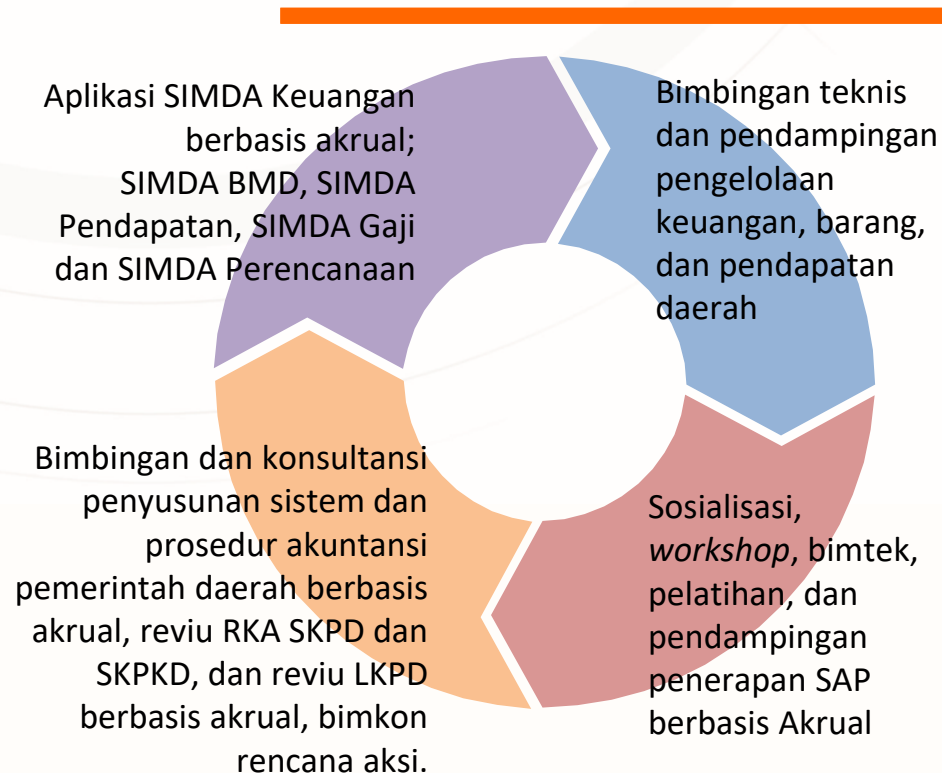 Aplikasi SIMDA Keuangan
berbasis akrual;
SIMDA BMD, SIMDA
Pendapatan, SIMDA Gaji
dan SIMDA Perencanaan
Bimbingan teknis
dan pendampingan
pengelolaan
keuangan, barang,
dan pendapatan
daerah
Bimbingan dan konsultansi
penyusunan sistem dan
prosedur akuntansi
pemerintah daerah berbasis
akrual, reviu RKA SKPD dan
SKPKD, dan reviu LKPD
berbasis akrual, bimkon
rencana aksi.
Sosialisasi,
workshop, bimtek,
pelatihan, dan
pendampingan
penerapan SAP
berbasis Akrual